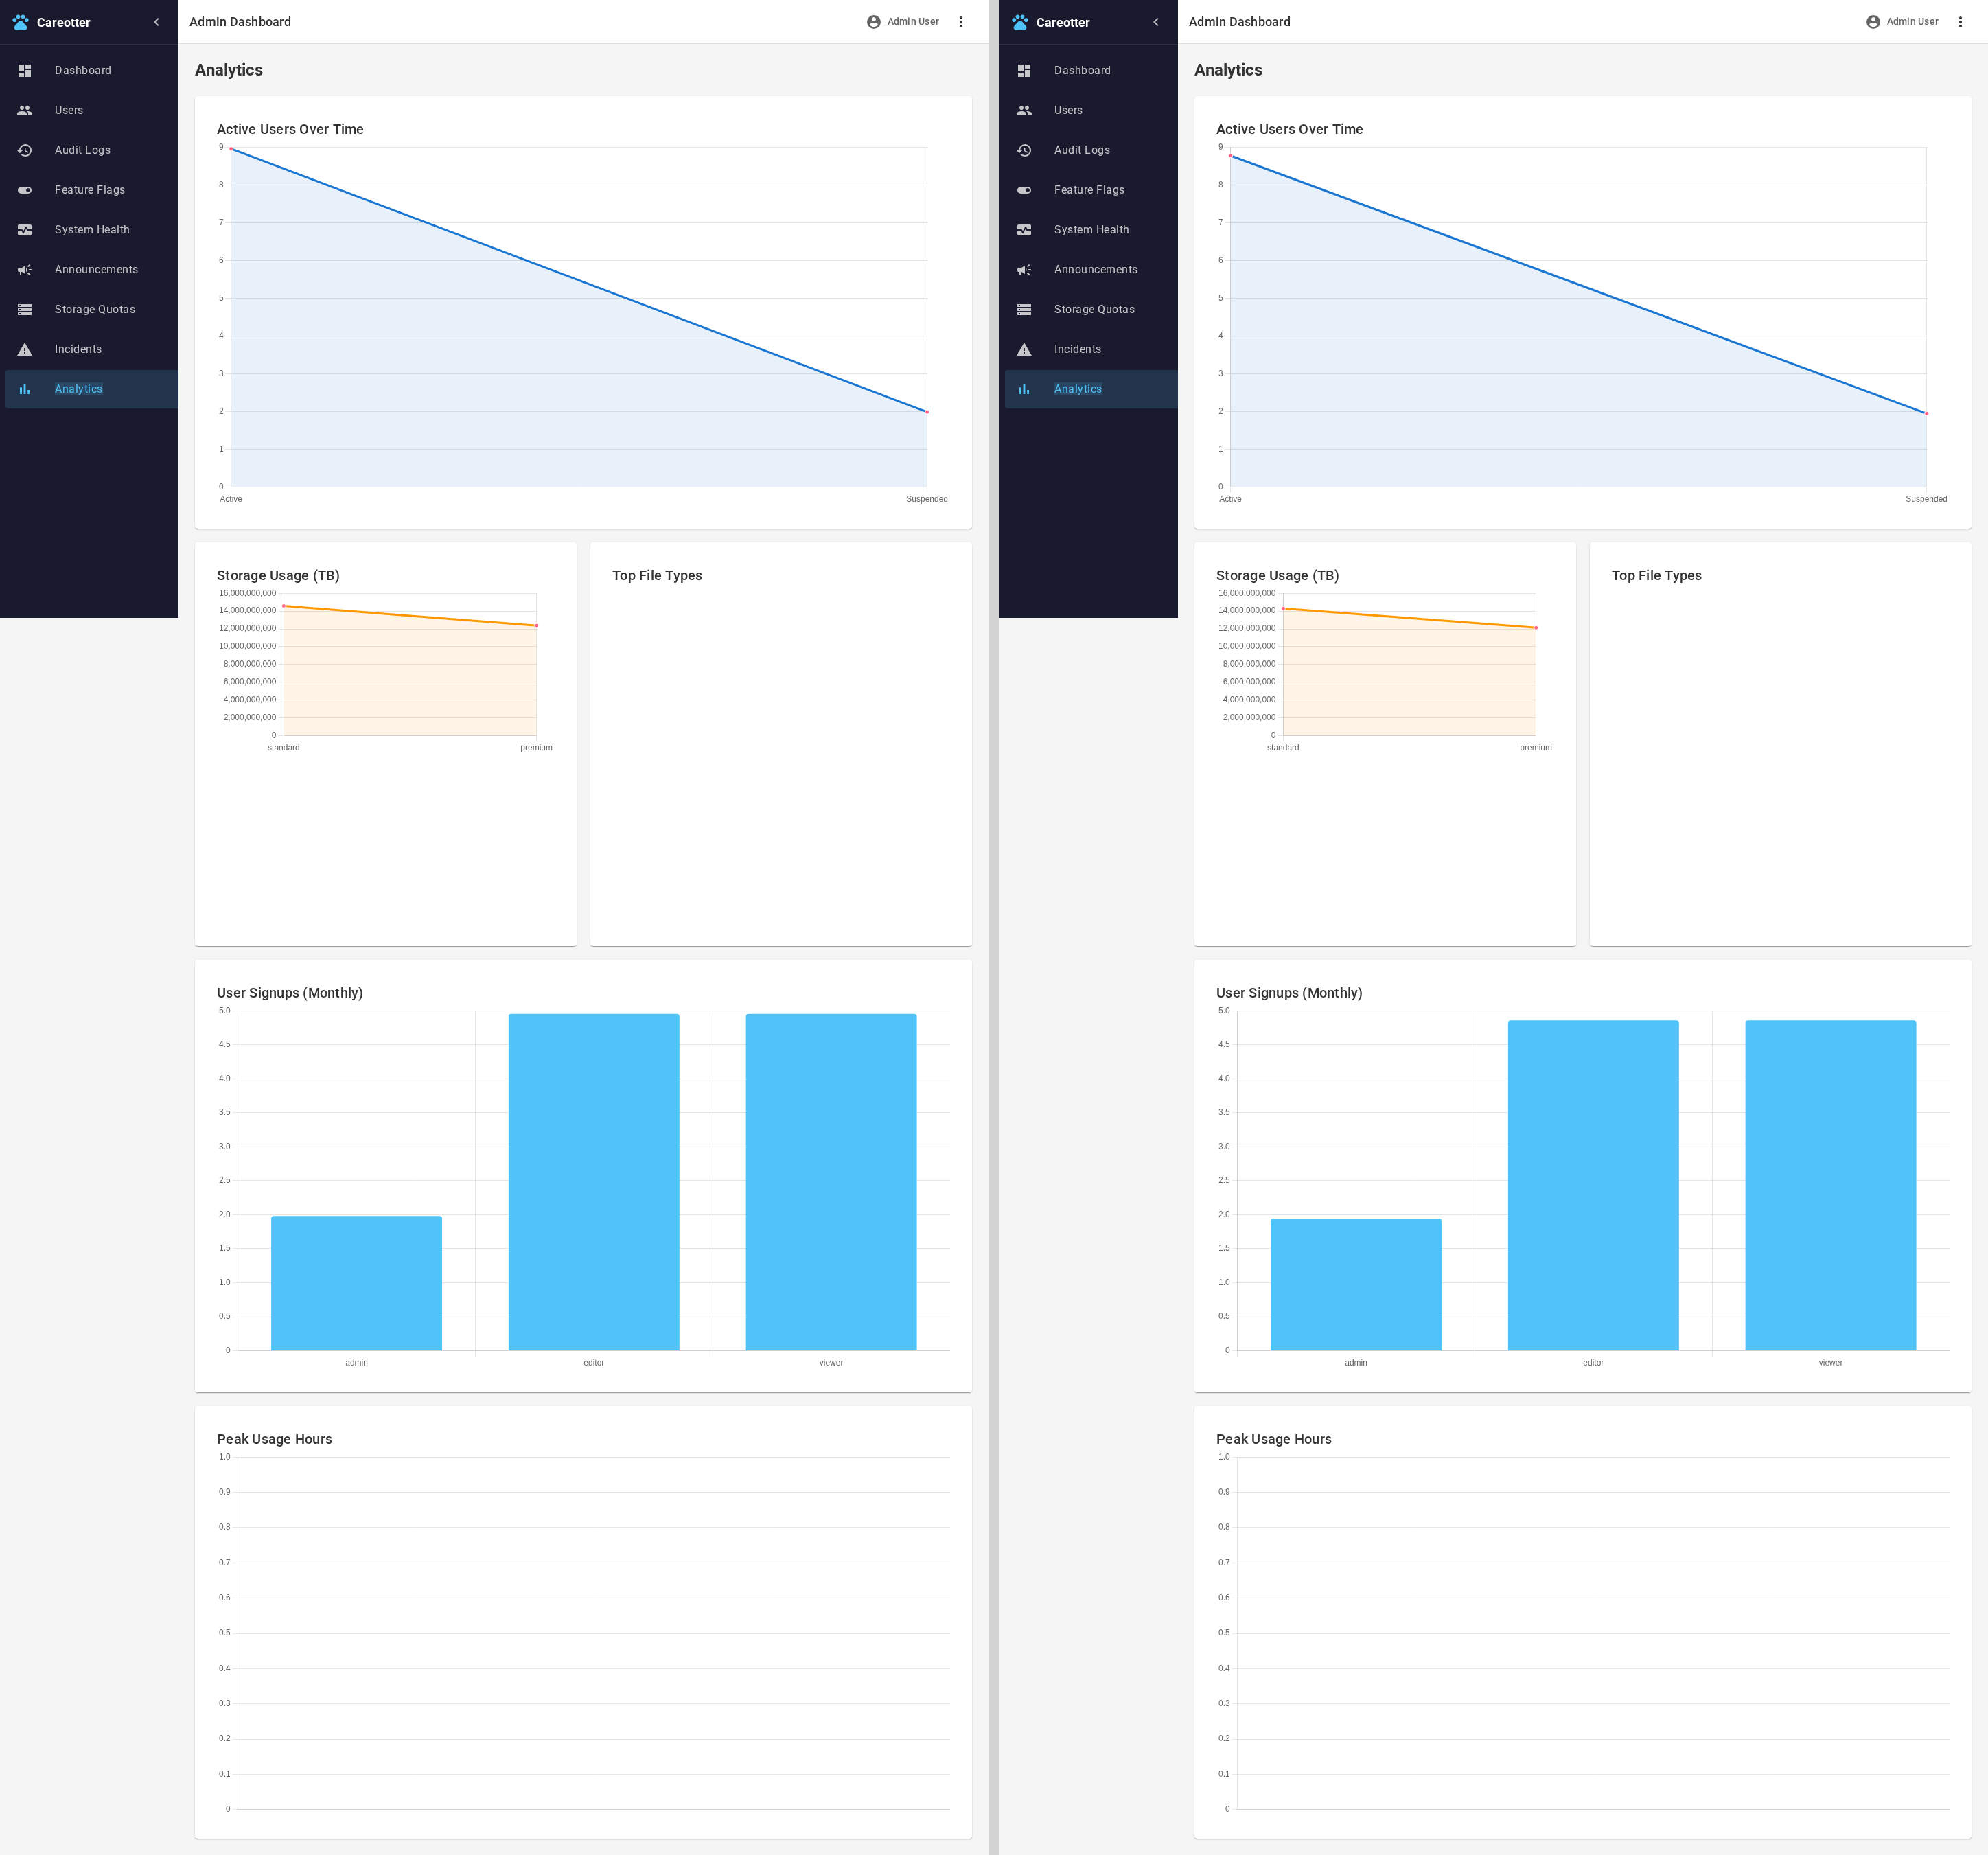 Careotter
Admin Dashboard
Admin User
Dashboard
Users
Audit Logs
Feature Flags
System Health
Announcements
Storage Quotas
Incidents
Analytics
Analytics
Active Users Over Time
9
8
7
6
5
4
3
2
1
0
Active Suspended
Storage Usage (TB)
16,000,000,000
14,000,000,000
12,000,000,000
10,000,000,000
8,000,000,000
6,000,000,000
4,000,000,000
2,000,000,000
0
standard premium
Top File Types
User Signups (Monthly)
5.0
4.5
4.0
3.5
3.0
2.5
2.0
1.5
1.0
0.5
0
admin editor viewer
Peak Usage Hours
1.0
0.9
0.8
0.7
0.6
0.5
0.4
0.3
0.2
0.1
0
Careotter
Admin Dashboard
Admin User
Dashboard
Users
Audit Logs
Feature Flags
System Health
Announcements
Storage Quotas
Incidents
Analytics
Analytics
Active Users Over Time
9
8
7
6
5
4
3
2
1
0
Active Suspended
Storage Usage (TB)
16,000,000,000
14,000,000,000
12,000,000,000
10,000,000,000
8,000,000,000
6,000,000,000
4,000,000,000
2,000,000,000
0
standard premium
Top File Types
User Signups (Monthly)
5.0
4.5
4.0
3.5
3.0
2.5
2.0
1.5
1.0
0.5
0
admin editor viewer
Peak Usage Hours
1.0
0.9
0.8
0.7
0.6
0.5
0.4
0.3
0.2
0.1
0